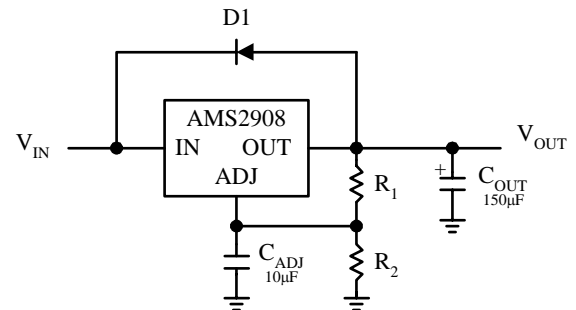 D1
AMS2908
V_IN
IN OUT
V_OUT
ADJ
+
R_1
C_OUT
150μF
C_ADJ
10μF
R_2